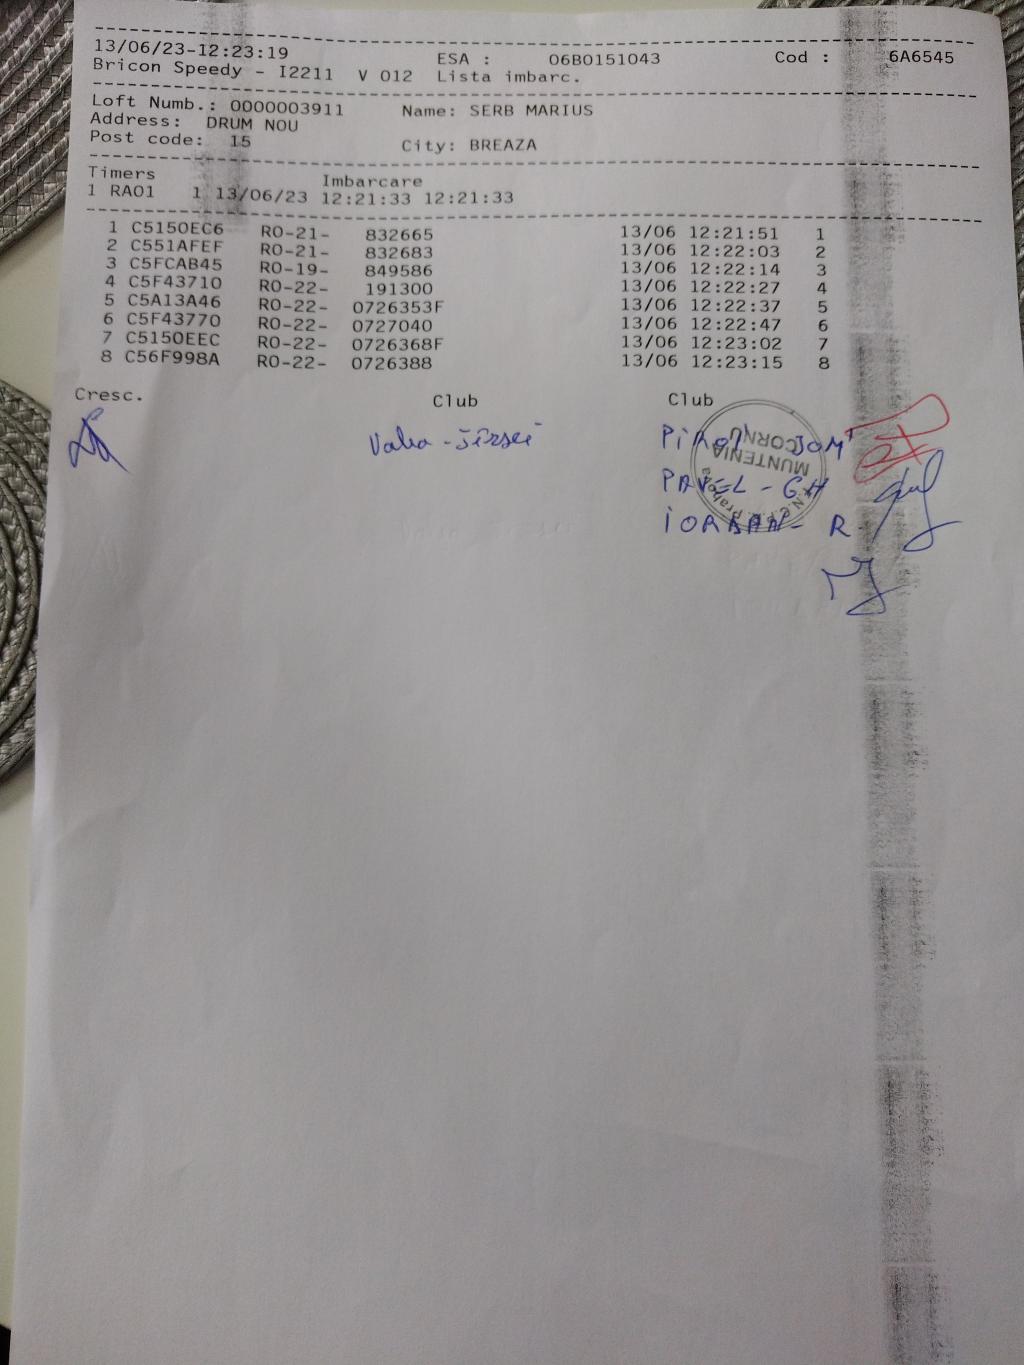 13/06/23-12:23:19 ESA : 06B0151043 Cod : 6A6545
Bricon Speedy - I2211 V 012 Lista imbarc.
Loft Numb.: 0000003911 Name: SERB MARIUS
Address: DRUM NOU
Post code: 15 City: BREAZA
Timers Imbarcare
1 RA01 1 13/06/23 12:21:33 12:21:33
1 C5150EC6 RO-21- 832665 13/06 12:21:51 1
2 C551AFEF RO-21- 832683 13/06 12:22:03 2
3 C5FCAB45 RO-19- 849586 13/06 12:22:14 3
4 C5F43710 RO-22- 191300 13/06 12:22:27 4
5 C5A13A46 RO-22- 0726353F 13/06 12:22:37 5
6 C5F43770 RO-22- 0727040 13/06 12:22:47 6
7 C5150EEC RO-22- 0726368F 13/06 12:23:02 7
8 C56F998A RO-22- 0726388 13/06 12:23:15 8
Cresc. Club Club
PAVEL - GH
- R.
MUNTENIA
CORNU
Prahova